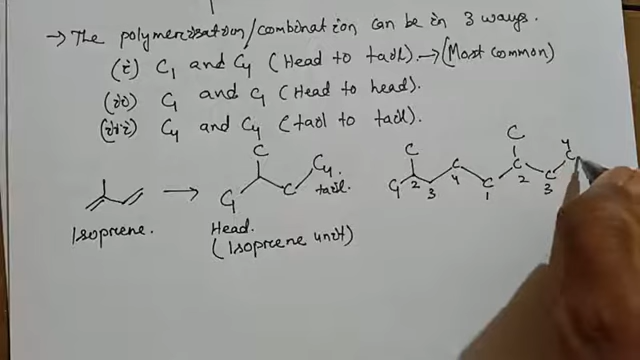 → The polymerisation/combination can be in 3 ways.
(i) C1 and C4 (Head to tail). → (Most common)
(ii) C1 and C1 (Head to head).
(iii) C4 and C4 (tail to tail).
C C C
C4. C 4 C
C1 C tail. C1 2 3 4 C 1 C 2 C 3
Isoprene. Head.
(Isoprene unit)